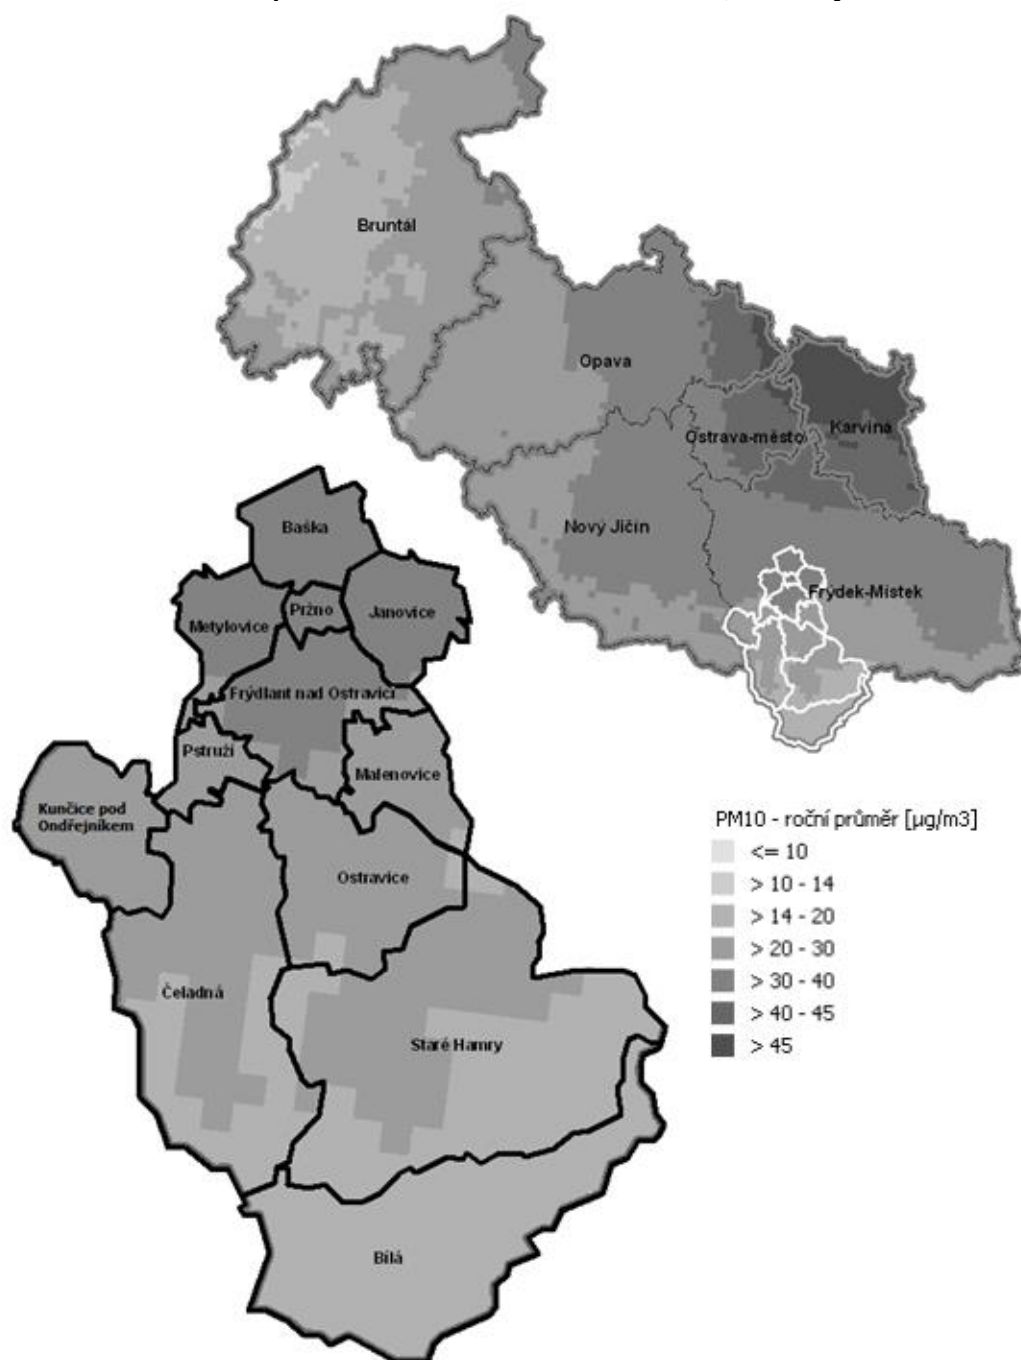 Bruntál
Opava
Ostrava-město
Karviná
Nový Jičín
Frýdek-Místek
Baška
Pržno
Janovice
Metylovice
Frýdlant nad Ostravicí
Pstruží
Malenovice
Kunčice pod
Ondřejníkem
Ostravice
Čeladná
Staré Hamry
Bílá
PM10 - roční průměr [µg/m3]
<= 10
> 10 - 14
> 14 - 20
> 20 - 30
> 30 - 40
> 40 - 45
> 45